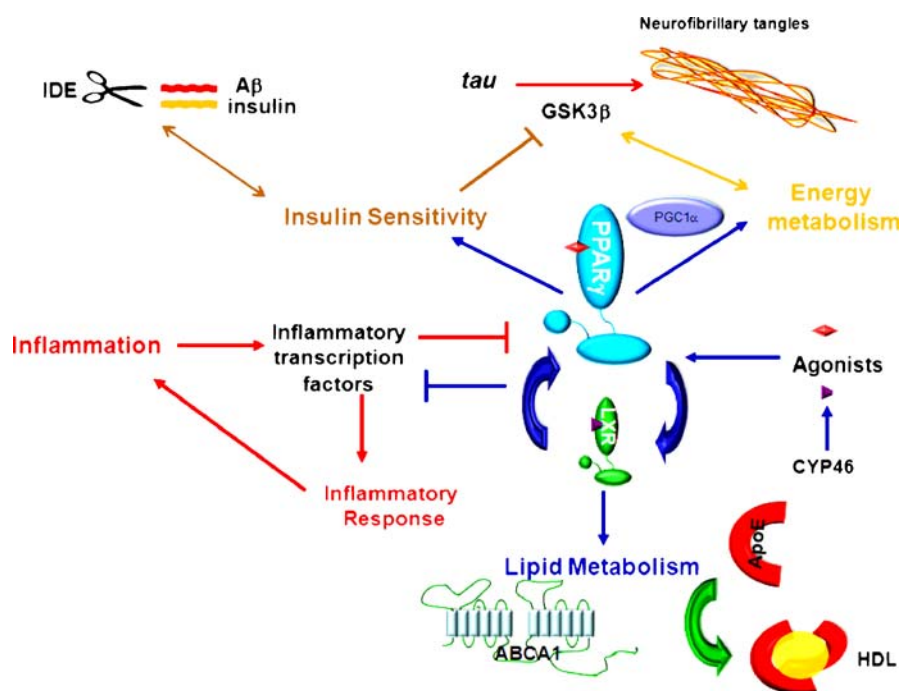 Neurofibrillary tangles
IDE
Aβ
insulin
tau
GSK3β
Insulin Sensitivity
Energy
metabolism
PGC1α
PPARγ
Inflammation
Inflammatory
transcription
factors
Agonists
LXR
CYP46
Inflammatory
Response
Lipid Metabolism
ApoE
ABCA1
HDL